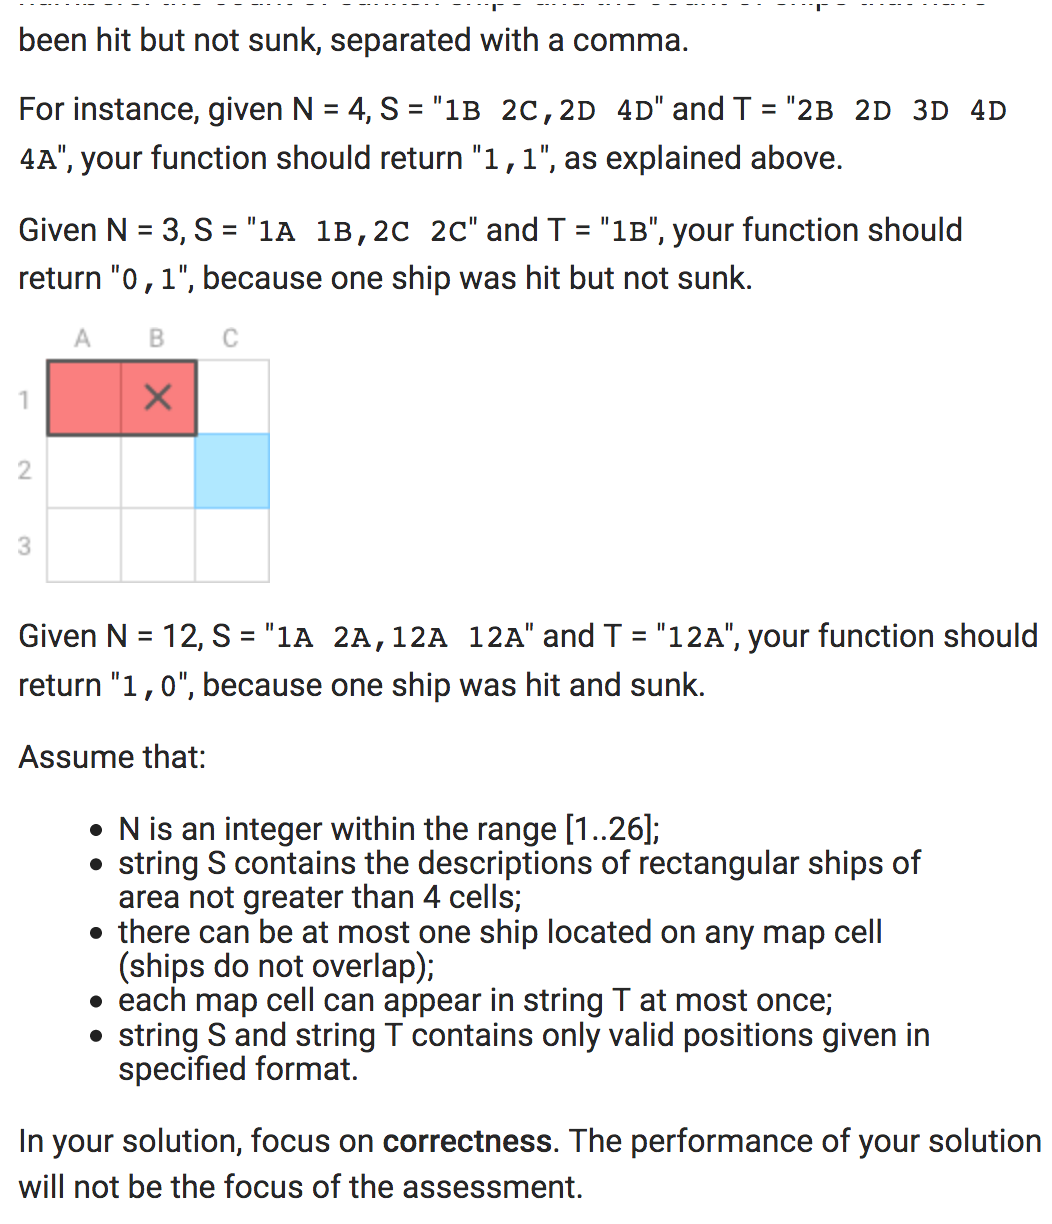 been hit but not sunk, separated with a comma.
For instance, given N = 4, S = "1B 2C,2D 4D" and T = "2B 2D 3D 4D
4A", your function should return "1,1", as explained above.
Given N = 3, S = "1A 1B,2C 2C" and T = "1B", your function should
return "0,1", because one ship was hit but not sunk.
A B C
1
2
3
Given N = 12, S = "1A 2A,12A 12A" and T = "12A", your function should
return "1,0", because one ship was hit and sunk.
Assume that:
• N is an integer within the range [1..26];
• string S contains the descriptions of rectangular ships of
area not greater than 4 cells;
• there can be at most one ship located on any map cell
(ships do not overlap);
• each map cell can appear in string T at most once;
• string S and string T contains only valid positions given in
specified format.
In your solution, focus on correctness. The performance of your solution
will not be the focus of the assessment.